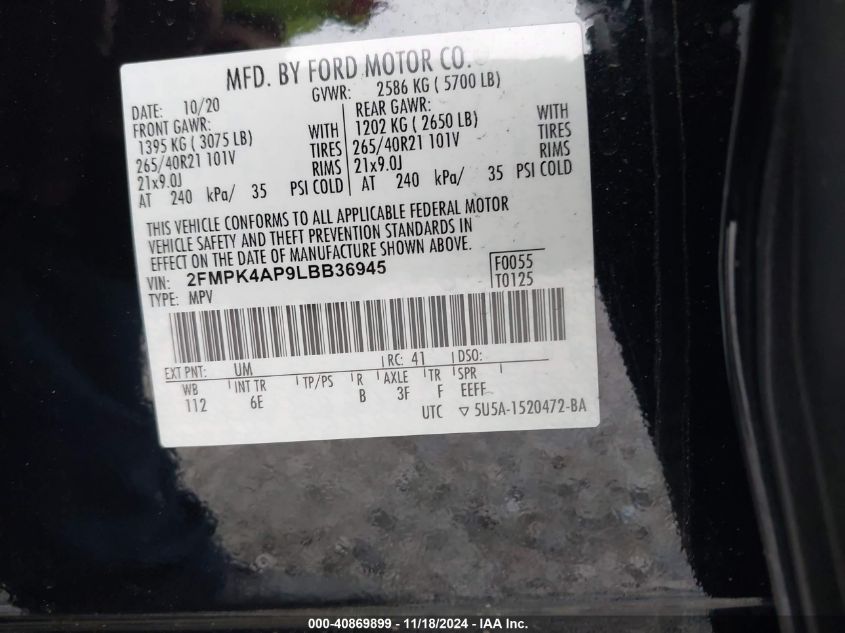 MFD. BY FORD MOTOR CO.
DATE: 10/20 GVWR: 2586 KG ( 5700 LB)
FRONT GAWR: REAR GAWR:
1395 KG ( 3075 LB) WITH 1202 KG ( 2650 LB) WITH
265/40R21 101V TIRES 265/40R21 101V TIRES
21x9.0J RIMS 21x9.0J RIMS
AT 240 kPa/ 35 PSI COLD AT 240 kPa/ 35 PSI COLD
THIS VEHICLE CONFORMS TO ALL APPLICABLE FEDERAL MOTOR
VEHICLE SAFETY AND THEFT PREVENTION STANDARDS IN
EFFECT ON THE DATE OF MANUFACTURE SHOWN ABOVE.
VIN: 2FMPK4AP9LBB36945 F0055
TYPE: MPV T0125
EXT PNT: UM RC: 41 DSO:
WB INT TR TP/PS R AXLE TR SPR
112 6E B 3F F EEFF
UTC ▽ 5U5A-1520472-BA
000-40869899 - 11/18/2024 - IAA Inc.